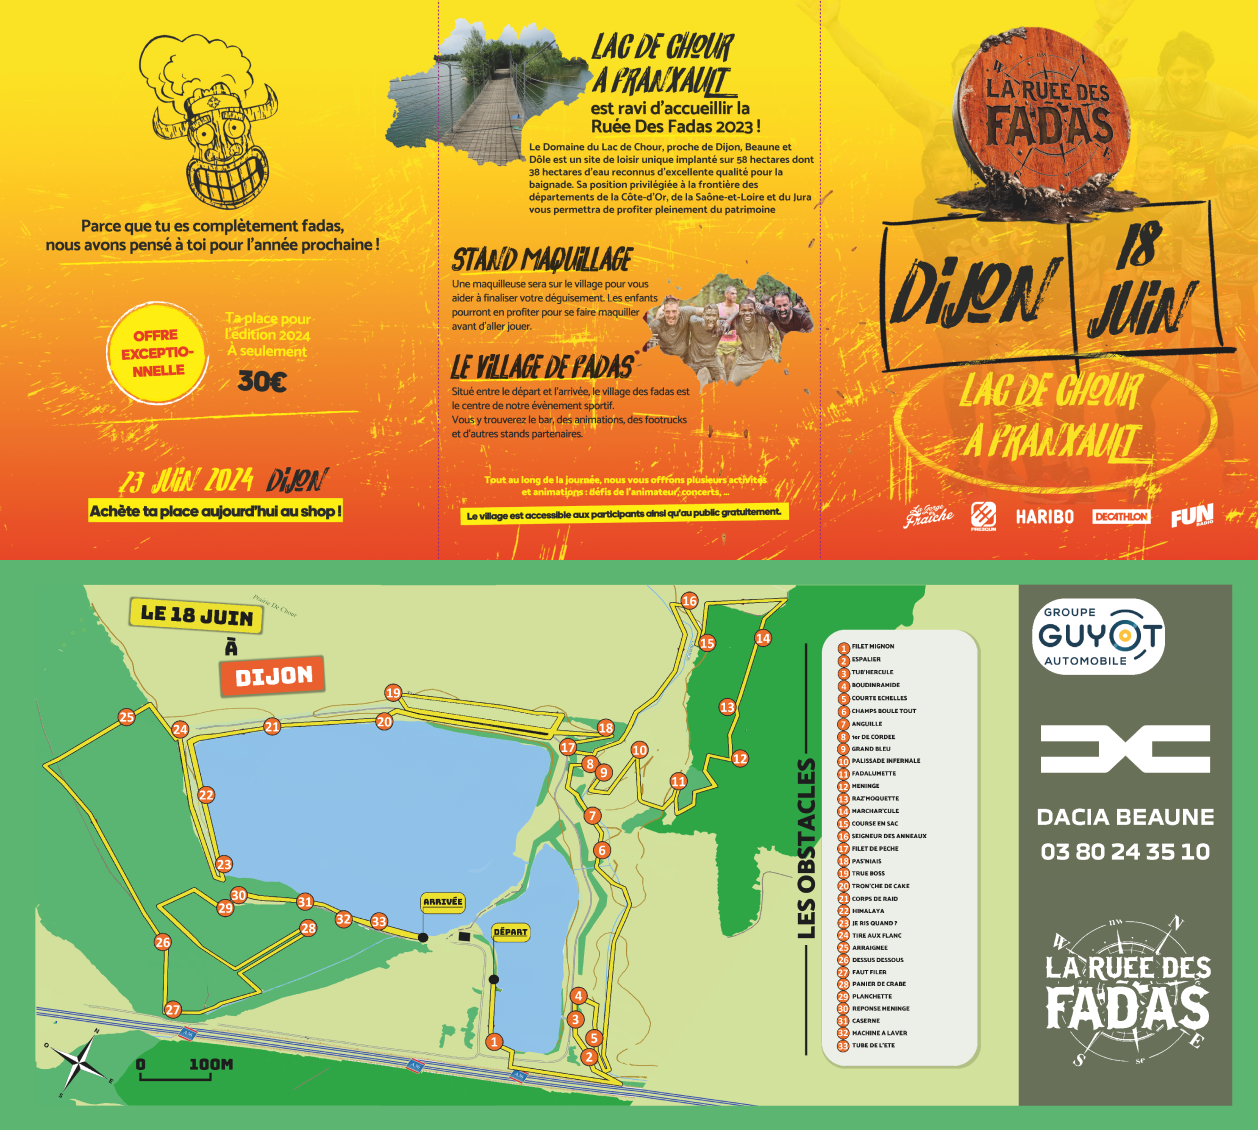 Parce que tu es complètement fadas,
nous avons pensé à toi pour l'année prochaine !
OFFRE
EXCEPTIO-
NNELLE
Ta place pour
l'édition 2024
À seulement
30€
23 JUIN 2024 DIJON
Achète ta place aujourd'hui au shop !
LAC DE CHOUR
A PRANXAULT
est ravi d'accueillir la
Ruée Des Fadas 2023 !
Le Domaine du Lac de Chour, proche de Dijon, Beaune et
Dôle est un site de loisir unique implanté sur 58 hectares dont
38 hectares d'eau reconnus d'excellente qualité pour la
baignade. Sa position privilégiée à la frontière des
départements de la Côte-d'Or, de la Saône-et-Loire et du Jura
vous permettra de profiter pleinement du patrimoine
STAND MAQUILLAGE
Une maquilleuse sera sur le village pour vous
aider à finaliser votre déguisement. Les enfants
pourront en profiter pour se faire maquiller
avant d'aller jouer.
LE VILLAGE DE FADAS
Situé entre le départ et l'arrivée, le village des fadas est
le centre de notre évènement sportif.
Vous y trouverez le bar, des animations, des footrucks
et d'autres stands partenaires.
Tout au long de la journée, nous vous offrons plusieurs activités
et animations : défis de l'animateur, concerts, ...
Le village est accessible aux participants ainsi qu'au public gratuitement.
LA RUEE DES
FADAS
DIJON
18
JUIN
LAC DE CHOUR
A PRANXAULT
La Gorge
Fraîche
PRESSUN
HARIBO
DECATHLON
FUN
RADIO
LE 18 JUIN
À
DIJON
Prairie De Chour
16
15
14
19
25
24
21
20
18
13
17
10
12
8
9
11
22
7
6
23
30
29
31
32
33
28
26
27
ARRIVÉE
DÉPART
4
3
5
2
1
A 36
A 36
A 36
N
O
E
S
0 100M
LES OBSTACLES
1 FILET MIGNON
2 ESPALIER
3 TUB'HERCULE
4 BOUDINRAMIDE
5 COURTE ECHELLES
6 CHAMPS BOULE TOUT
7 ANGUILLE
8 1er DE CORDEE
9 GRAND BLEU
10 PALISSADE INFERNALE
11 FADALUMETTE
12 MENINGE
13 RAZ'MOQUETTE
14 MARCHAR'CULE
15 COURSE EN SAC
16 SEIGNEUR DES ANNEAUX
17 FILET DE PECHE
18 PAS'NIAIS
19 TRUE BOSS
20 TRON'CHE DE CAKE
21 CORPS DE RAID
22 HIMALAYA
23 JE RIS QUAND ?
24 TIRE AUX FLANC
25 ARRAIGNEE
26 DESSUS DESSOUS
27 FAUT FILER
28 PANIER DE CRABE
29 PLANCHETTE
30 REPONSE MENINGE
31 CASERNE
32 MACHINE A LAVER
33 TUBE DE L'ETE
GROUPE
GUYOT
AUTOMOBILE
DACIA BEAUNE
03 80 24 35 10
nw
W
N
LA RUEE DES
FADAS
S
se
E